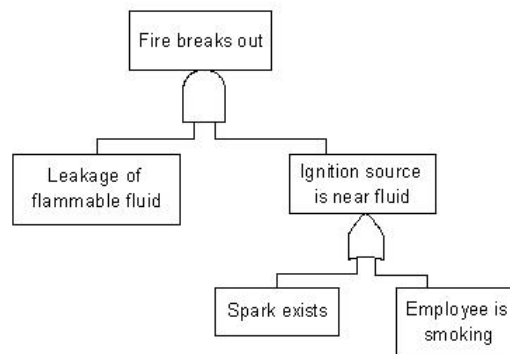 Fire breaks out
Leakage of
flammable fluid
Ignition source
is near fluid
Spark exists
Employee is
smoking